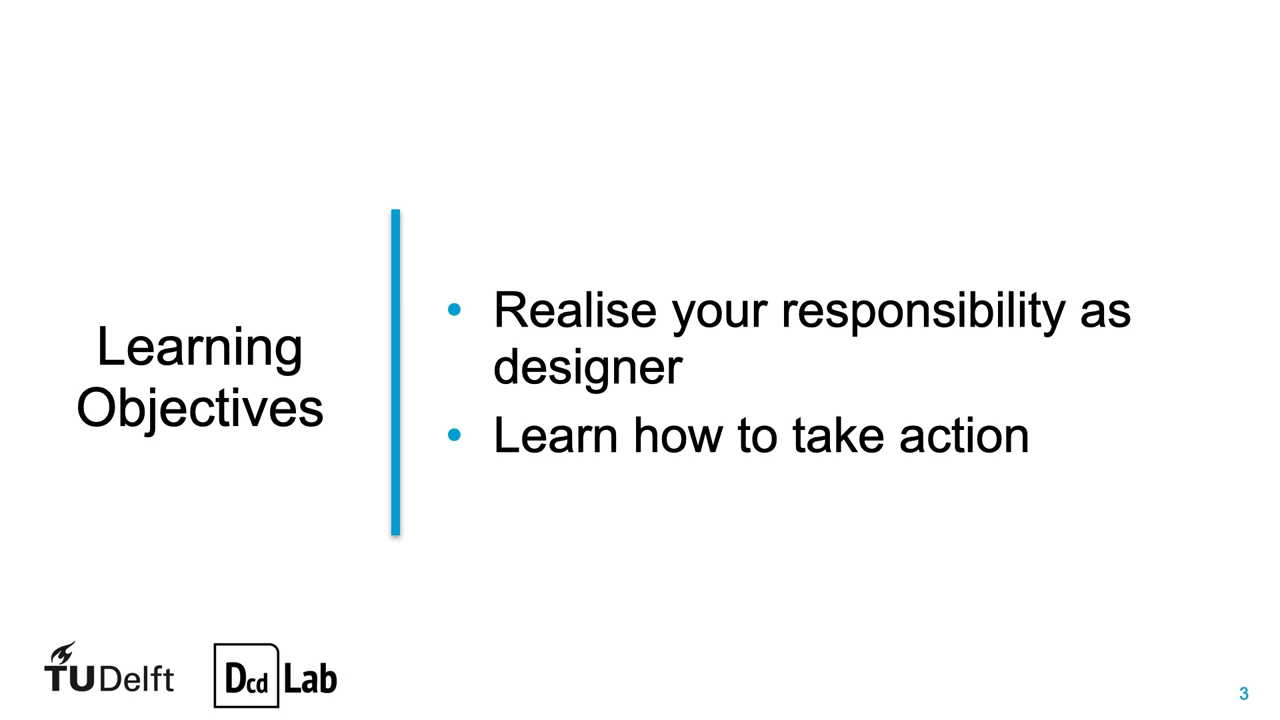 Learning
Objectives
• Realise your responsibility as
designer
• Learn how to take action
TUDelft
Dcd Lab
3